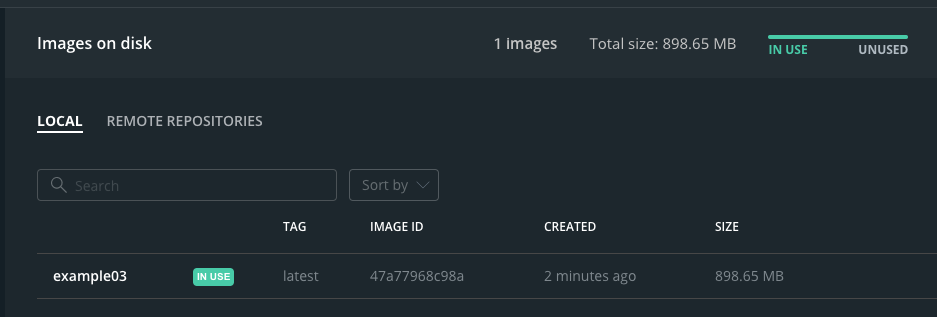 Images on disk 1 images Total size: 898.65 MB IN USE UNUSED
LOCAL REMOTE REPOSITORIES
Search Sort by
TAG IMAGE ID CREATED SIZE
example03 IN USE latest 47a77968c98a 2 minutes ago 898.65 MB